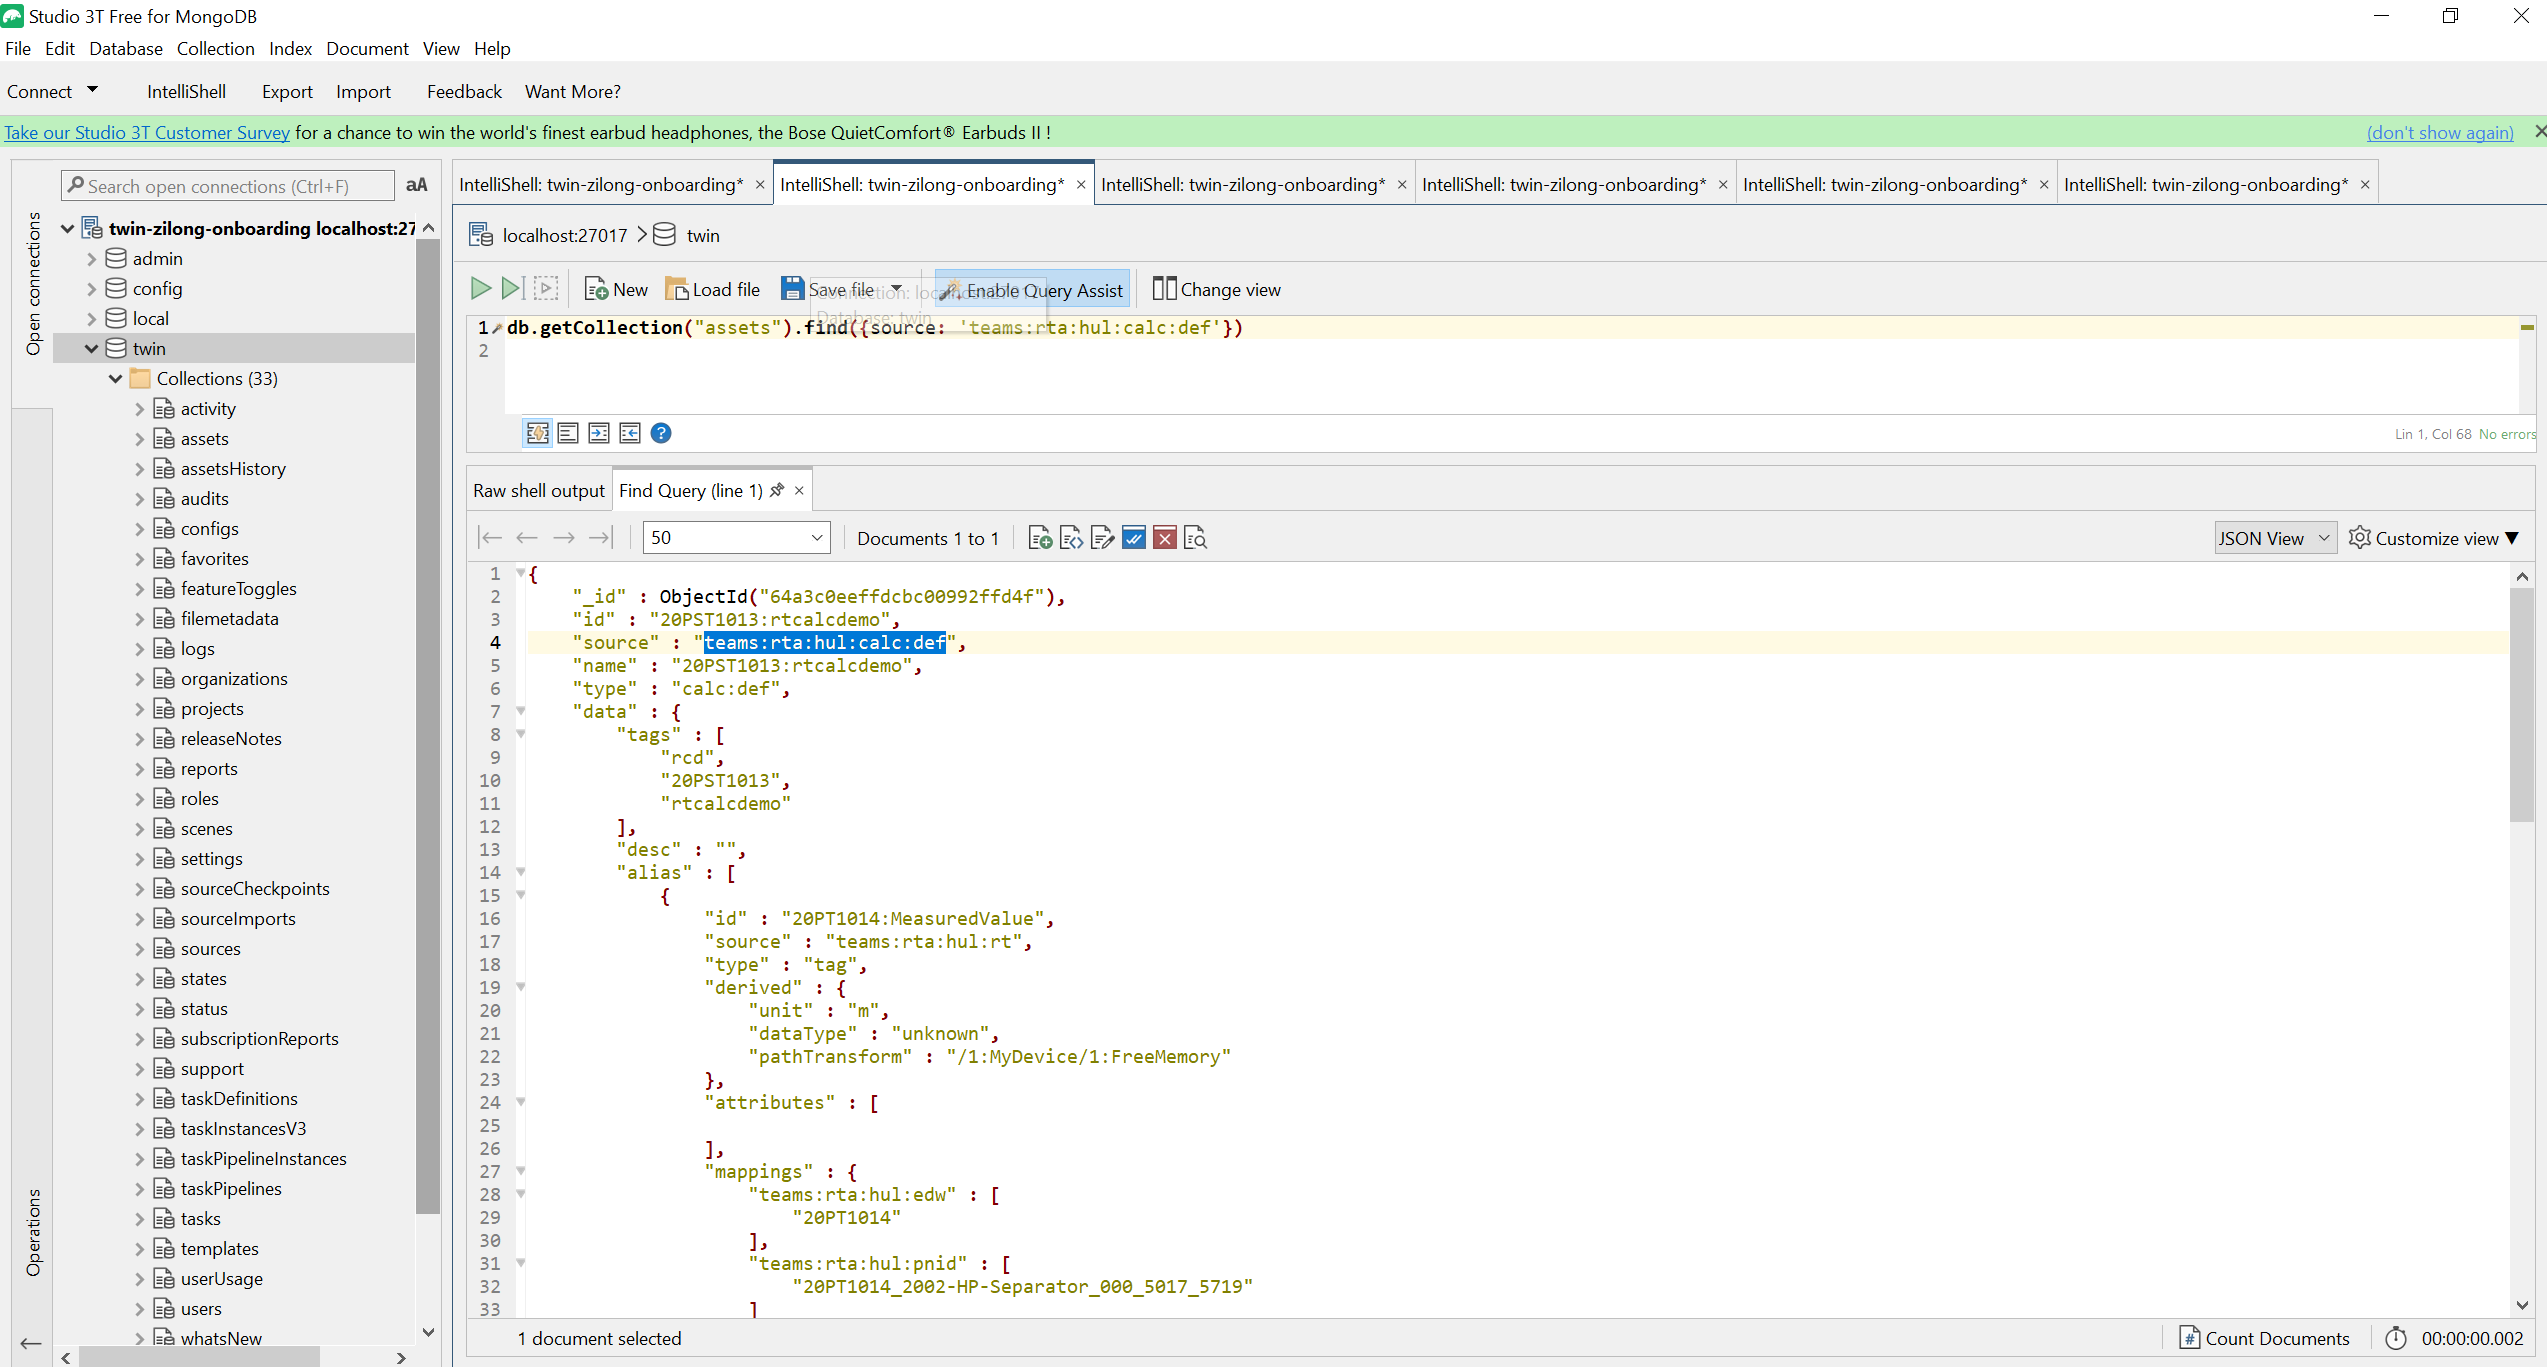 Studio 3T Free for MongoDB
File Edit Database Collection Index Document View Help
Connect IntelliShell Export Import Feedback Want More?
Take our Studio 3T Customer Survey for a chance to win the world's finest earbud headphones, the Bose QuietComfort® Earbuds II ! (don't show again)
Open connections
Operations
Search open connections (Ctrl+F) aA
twin-zilong-onboarding localhost:27
admin
config
local
twin
Collections (33)
activity
assets
assetsHistory
audits
configs
favorites
featureToggles
filemetadata
logs
organizations
projects
releaseNotes
reports
roles
scenes
settings
sourceCheckpoints
sourceImports
sources
states
status
subscriptionReports
support
taskDefinitions
taskInstancesV3
taskPipelineInstances
taskPipelines
tasks
templates
userUsage
users
whatsNew
IntelliShell: twin-zilong-onboarding* IntelliShell: twin-zilong-onboarding* IntelliShell: twin-zilong-onboarding* IntelliShell: twin-zilong-onboarding* IntelliShell: twin-zilong-onboarding* IntelliShell: twin-zilong-onboarding*
localhost:27017 twin
New Load file Save file Enable Query Assist Change view
Database: twin
1 db.getCollection("assets").find({source: 'teams:rta:hul:calc:def'})
2
Lin 1, Col 68 No errors
Raw shell output Find Query (line 1)
50 Documents 1 to 1 JSON View Customize view
1 {
2 "_id" : ObjectId("64a3c0eeffdcbc00992ffd4f"),
3 "id" : "20PST1013:rtcalcdemo",
4 "source" : "teams:rta:hul:calc:def",
5 "name" : "20PST1013:rtcalcdemo",
6 "type" : "calc:def",
7 "data" : {
8 "tags" : [
9 "rcd",
10 "20PST1013",
11 "rtcalcdemo"
12 ],
13 "desc" : "",
14 "alias" : [
15 {
16 "id" : "20PT1014:MeasuredValue",
17 "source" : "teams:rta:hul:rt",
18 "type" : "tag",
19 "derived" : {
20 "unit" : "m",
21 "dataType" : "unknown",
22 "pathTransform" : "/1:MyDevice/1:FreeMemory"
23 },
24 "attributes" : [
25
26 ],
27 "mappings" : {
28 "teams:rta:hul:edw" : [
29 "20PT1014"
30 ],
31 "teams:rta:hul:pnid" : [
32 "20PT1014_2002-HP-Separator_000_5017_5719"
33 ]
1 document selected Count Documents 00:00:00.002